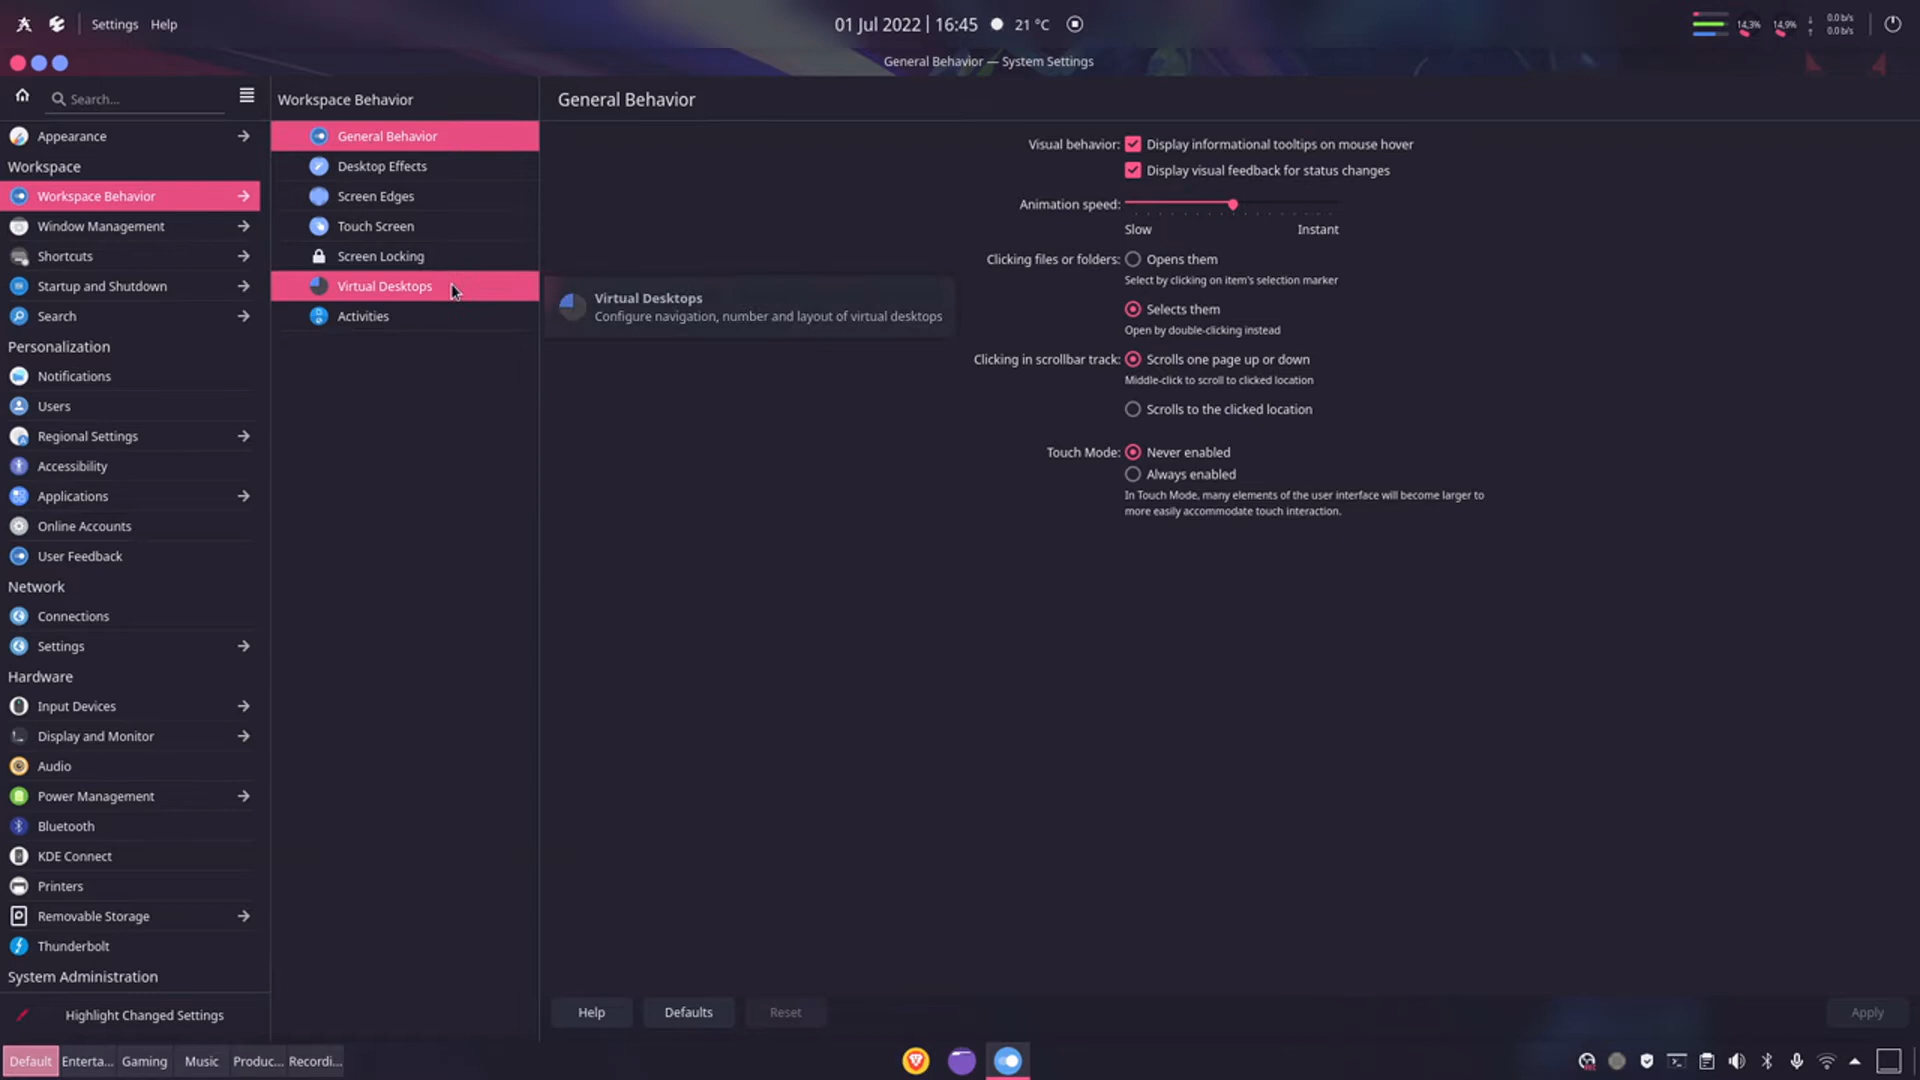 Settings Help
01 Jul 2022 | 16:45 21 °C
14,3% 14,9% ↓ 0.0 b/s
↑ 0.0 b/s
General Behavior — System Settings
Search...
Appearance
Workspace
Workspace Behavior
Window Management
Shortcuts
Startup and Shutdown
Search
Personalization
Notifications
Users
Regional Settings
Accessibility
Applications
Online Accounts
User Feedback
Network
Connections
Settings
Hardware
Input Devices
Display and Monitor
Audio
Power Management
Bluetooth
KDE Connect
Printers
Removable Storage
Thunderbolt
System Administration
Highlight Changed Settings
Workspace Behavior
General Behavior
Desktop Effects
Screen Edges
Touch Screen
Screen Locking
Virtual Desktops
Activities
Virtual Desktops
Configure navigation, number and layout of virtual desktops
General Behavior
Visual behavior: Display informational tooltips on mouse hover
Display visual feedback for status changes
Animation speed:
Slow Instant
Clicking files or folders: Opens them
Select by clicking on item's selection marker
Selects them
Open by double-clicking instead
Clicking in scrollbar track: Scrolls one page up or down
Middle-click to scroll to clicked location
Scrolls to the clicked location
Touch Mode: Never enabled
Always enabled
In Touch Mode, many elements of the user interface will become larger to
more easily accommodate touch interaction.
Help Defaults Reset Apply
Default Enterta... Gaming Music Produc... Recordi...
REC